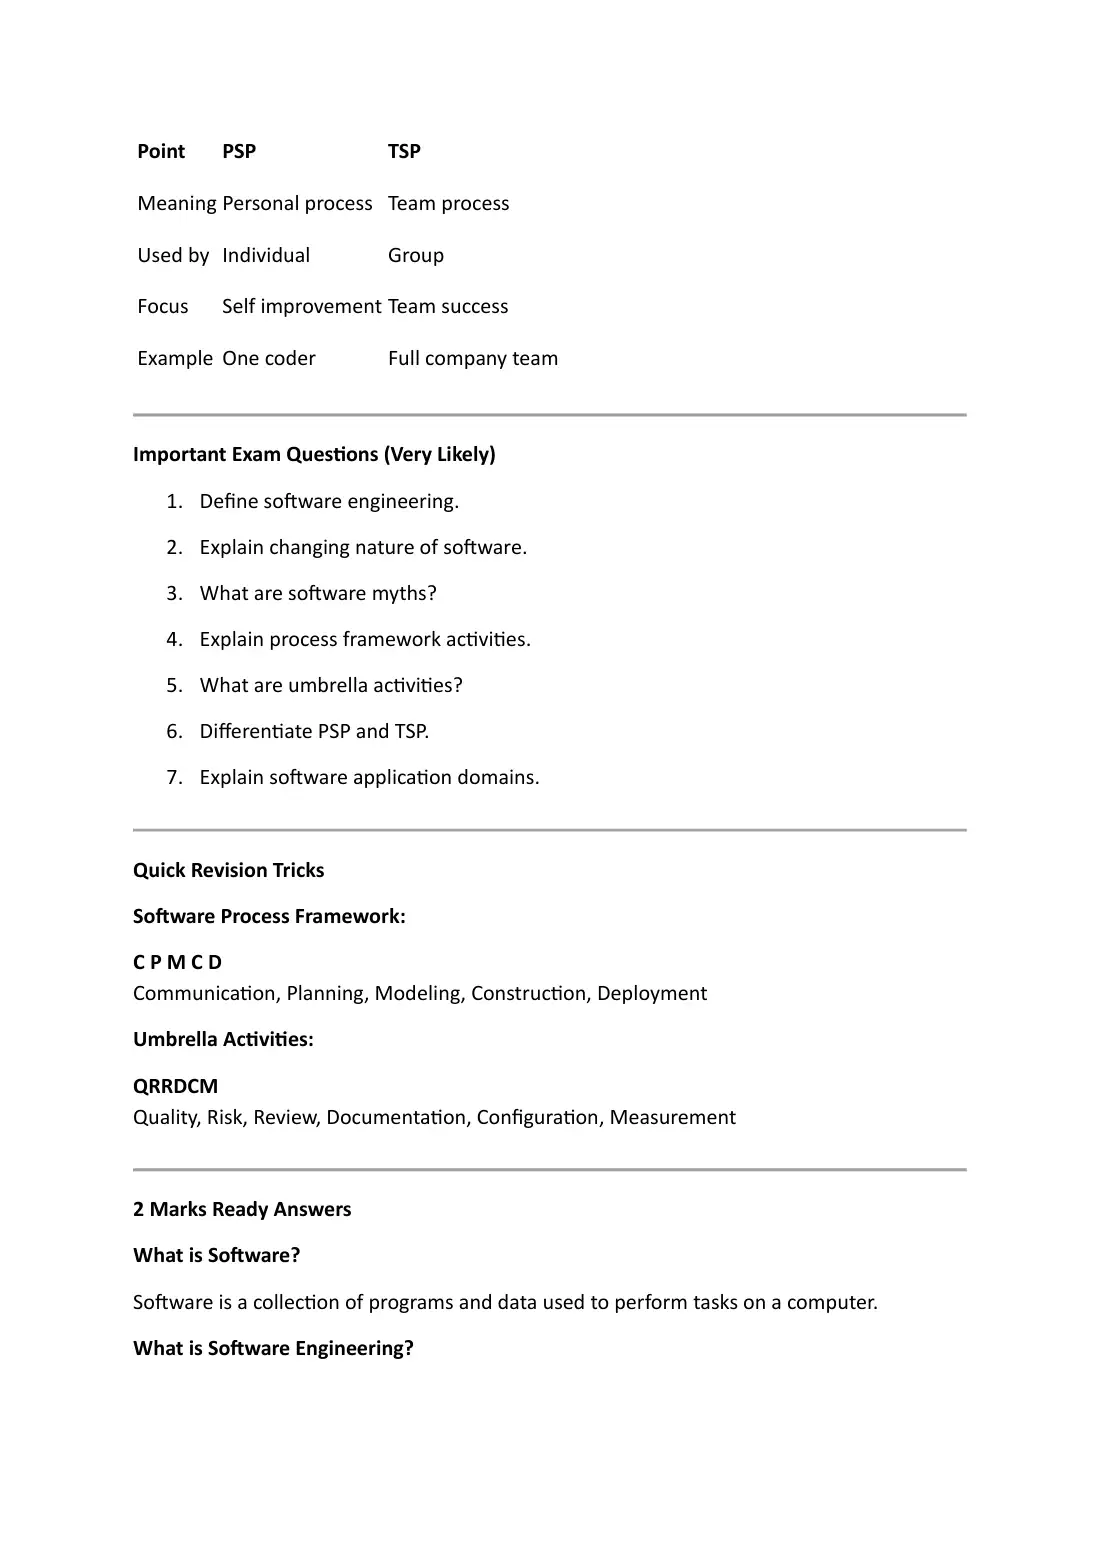 Point PSP TSP
Meaning Personal process Team process
Used by Individual Group
Focus Self improvement Team success
Example One coder Full company team
Important Exam Questions (Very Likely)
1. Define software engineering.
2. Explain changing nature of software.
3. What are software myths?
4. Explain process framework activities.
5. What are umbrella activities?
6. Differentiate PSP and TSP.
7. Explain software application domains.
Quick Revision Tricks
Software Process Framework:
C P M C D
Communication, Planning, Modeling, Construction, Deployment
Umbrella Activities:
QRRDCM
Quality, Risk, Review, Documentation, Configuration, Measurement
2 Marks Ready Answers
What is Software?
Software is a collection of programs and data used to perform tasks on a computer.
What is Software Engineering?